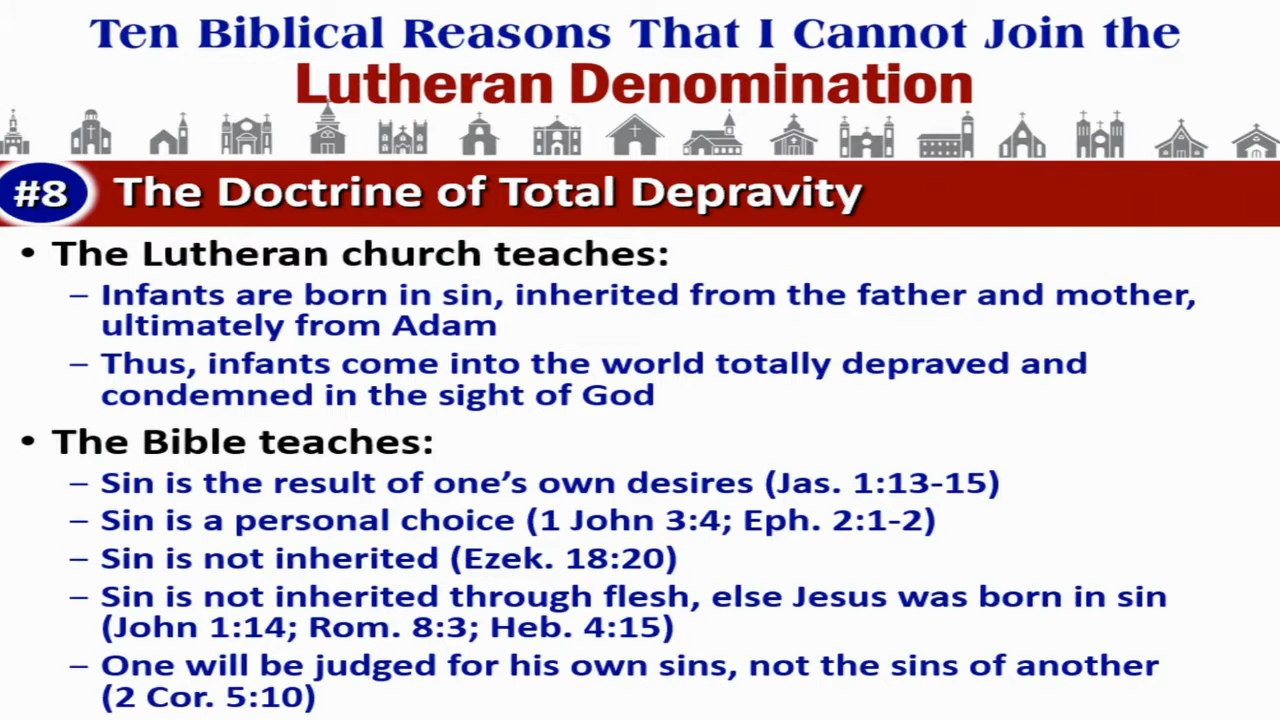 Ten Biblical Reasons That I Cannot Join the
Lutheran Denomination
#8 The Doctrine of Total Depravity
• The Lutheran church teaches:
– Infants are born in sin, inherited from the father and mother,
ultimately from Adam
– Thus, infants come into the world totally depraved and
condemned in the sight of God
• The Bible teaches:
– Sin is the result of one’s own desires (Jas. 1:13-15)
– Sin is a personal choice (1 John 3:4; Eph. 2:1-2)
– Sin is not inherited (Ezek. 18:20)
– Sin is not inherited through flesh, else Jesus was born in sin
(John 1:14; Rom. 8:3; Heb. 4:15)
– One will be judged for his own sins, not the sins of another
(2 Cor. 5:10)